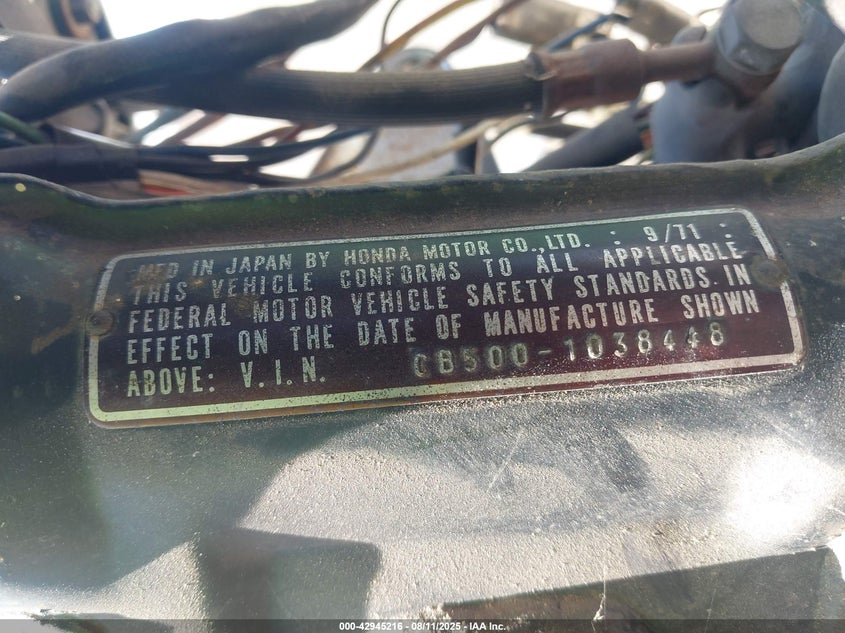 MFD IN JAPAN BY HONDA MOTOR CO.,LTD. : 9/71 :
THIS VEHICLE CONFORMS TO ALL APPLICABLE
FEDERAL MOTOR VEHICLE SAFETY STANDARDS IN
EFFECT ON THE DATE OF MANUFACTURE SHOWN
ABOVE: V.I.N. CB500-1038448
000-42945216 - 08/11/2025 - IAA Inc.